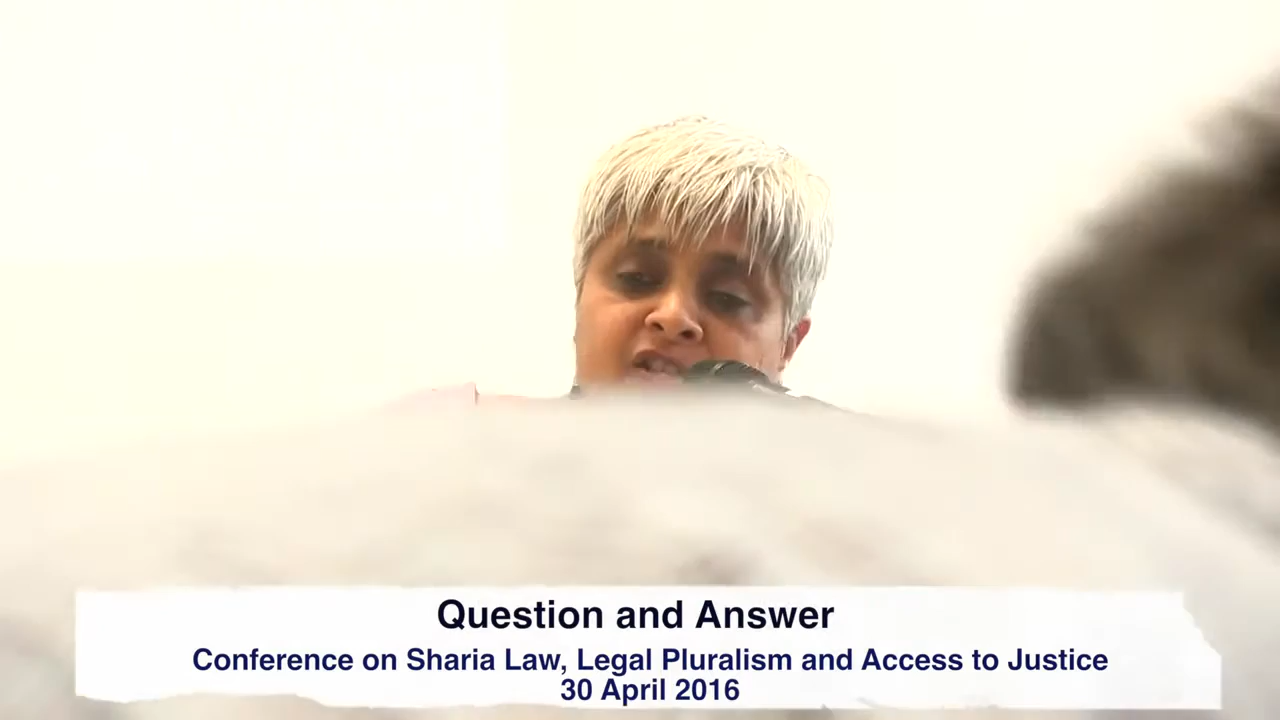 Question and Answer
Conference on Sharia Law, Legal Pluralism and Access to Justice
30 April 2016